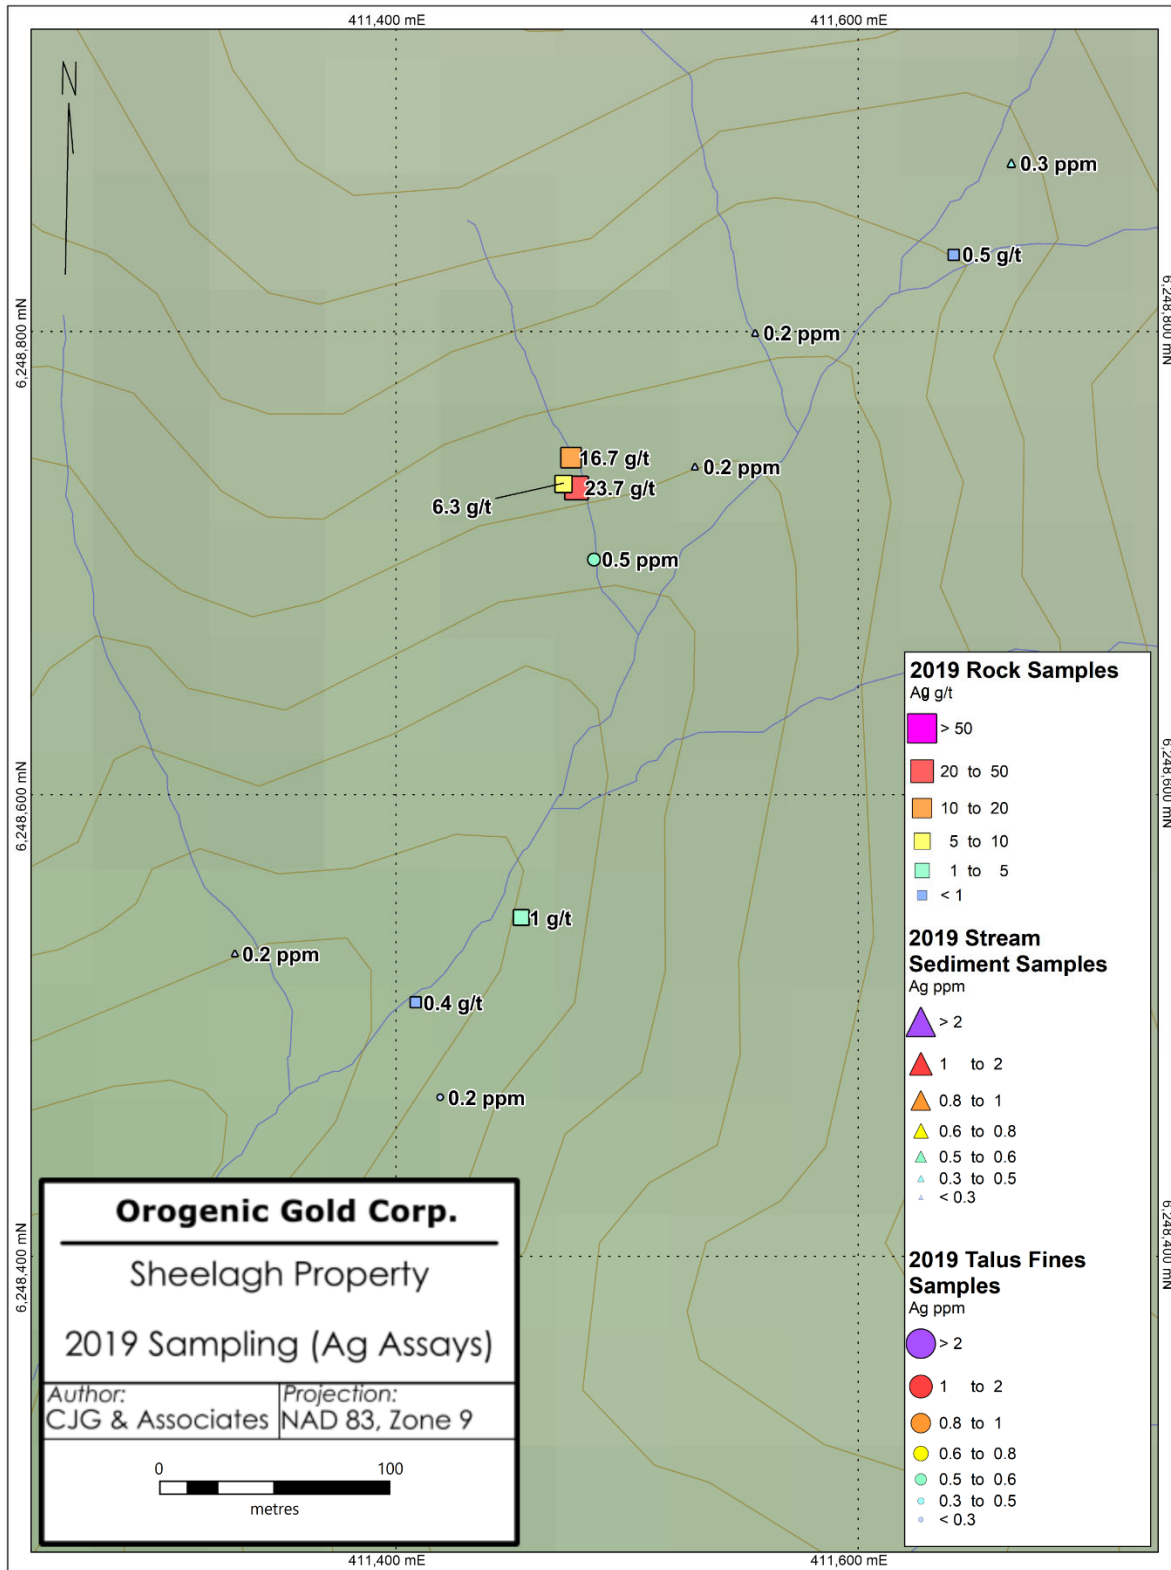 411,400 mE
411,600 mE
N
0.3 ppm
0.5 g/t
6,248,800 mN
6,248,800 mN
0.2 ppm
16.7 g/t
0.2 ppm
23.7 g/t
6.3 g/t
0.5 ppm
2019 Rock Samples
Ag g/t
> 50
20 to 50
10 to 20
5 to 10
1 to 5
< 1
6,248,600 mN
6,248,600 mN
1 g/t
0.2 ppm
0.4 g/t
0.2 ppm
2019 Stream
Sediment Samples
Ag ppm
> 2
1 to 2
0.8 to 1
0.6 to 0.8
0.5 to 0.6
0.3 to 0.5
< 0.3
6,248,400 mN
6,248,400 mN
2019 Talus Fines
Samples
Ag ppm
> 2
1 to 2
0.8 to 1
0.6 to 0.8
0.5 to 0.6
0.3 to 0.5
< 0.3
Orogenic Gold Corp.
Sheelagh Property
2019 Sampling (Ag Assays)
Author:
CJG & Associates
Projection:
NAD 83, Zone 9
0 100
metres
411,400 mE
411,600 mE